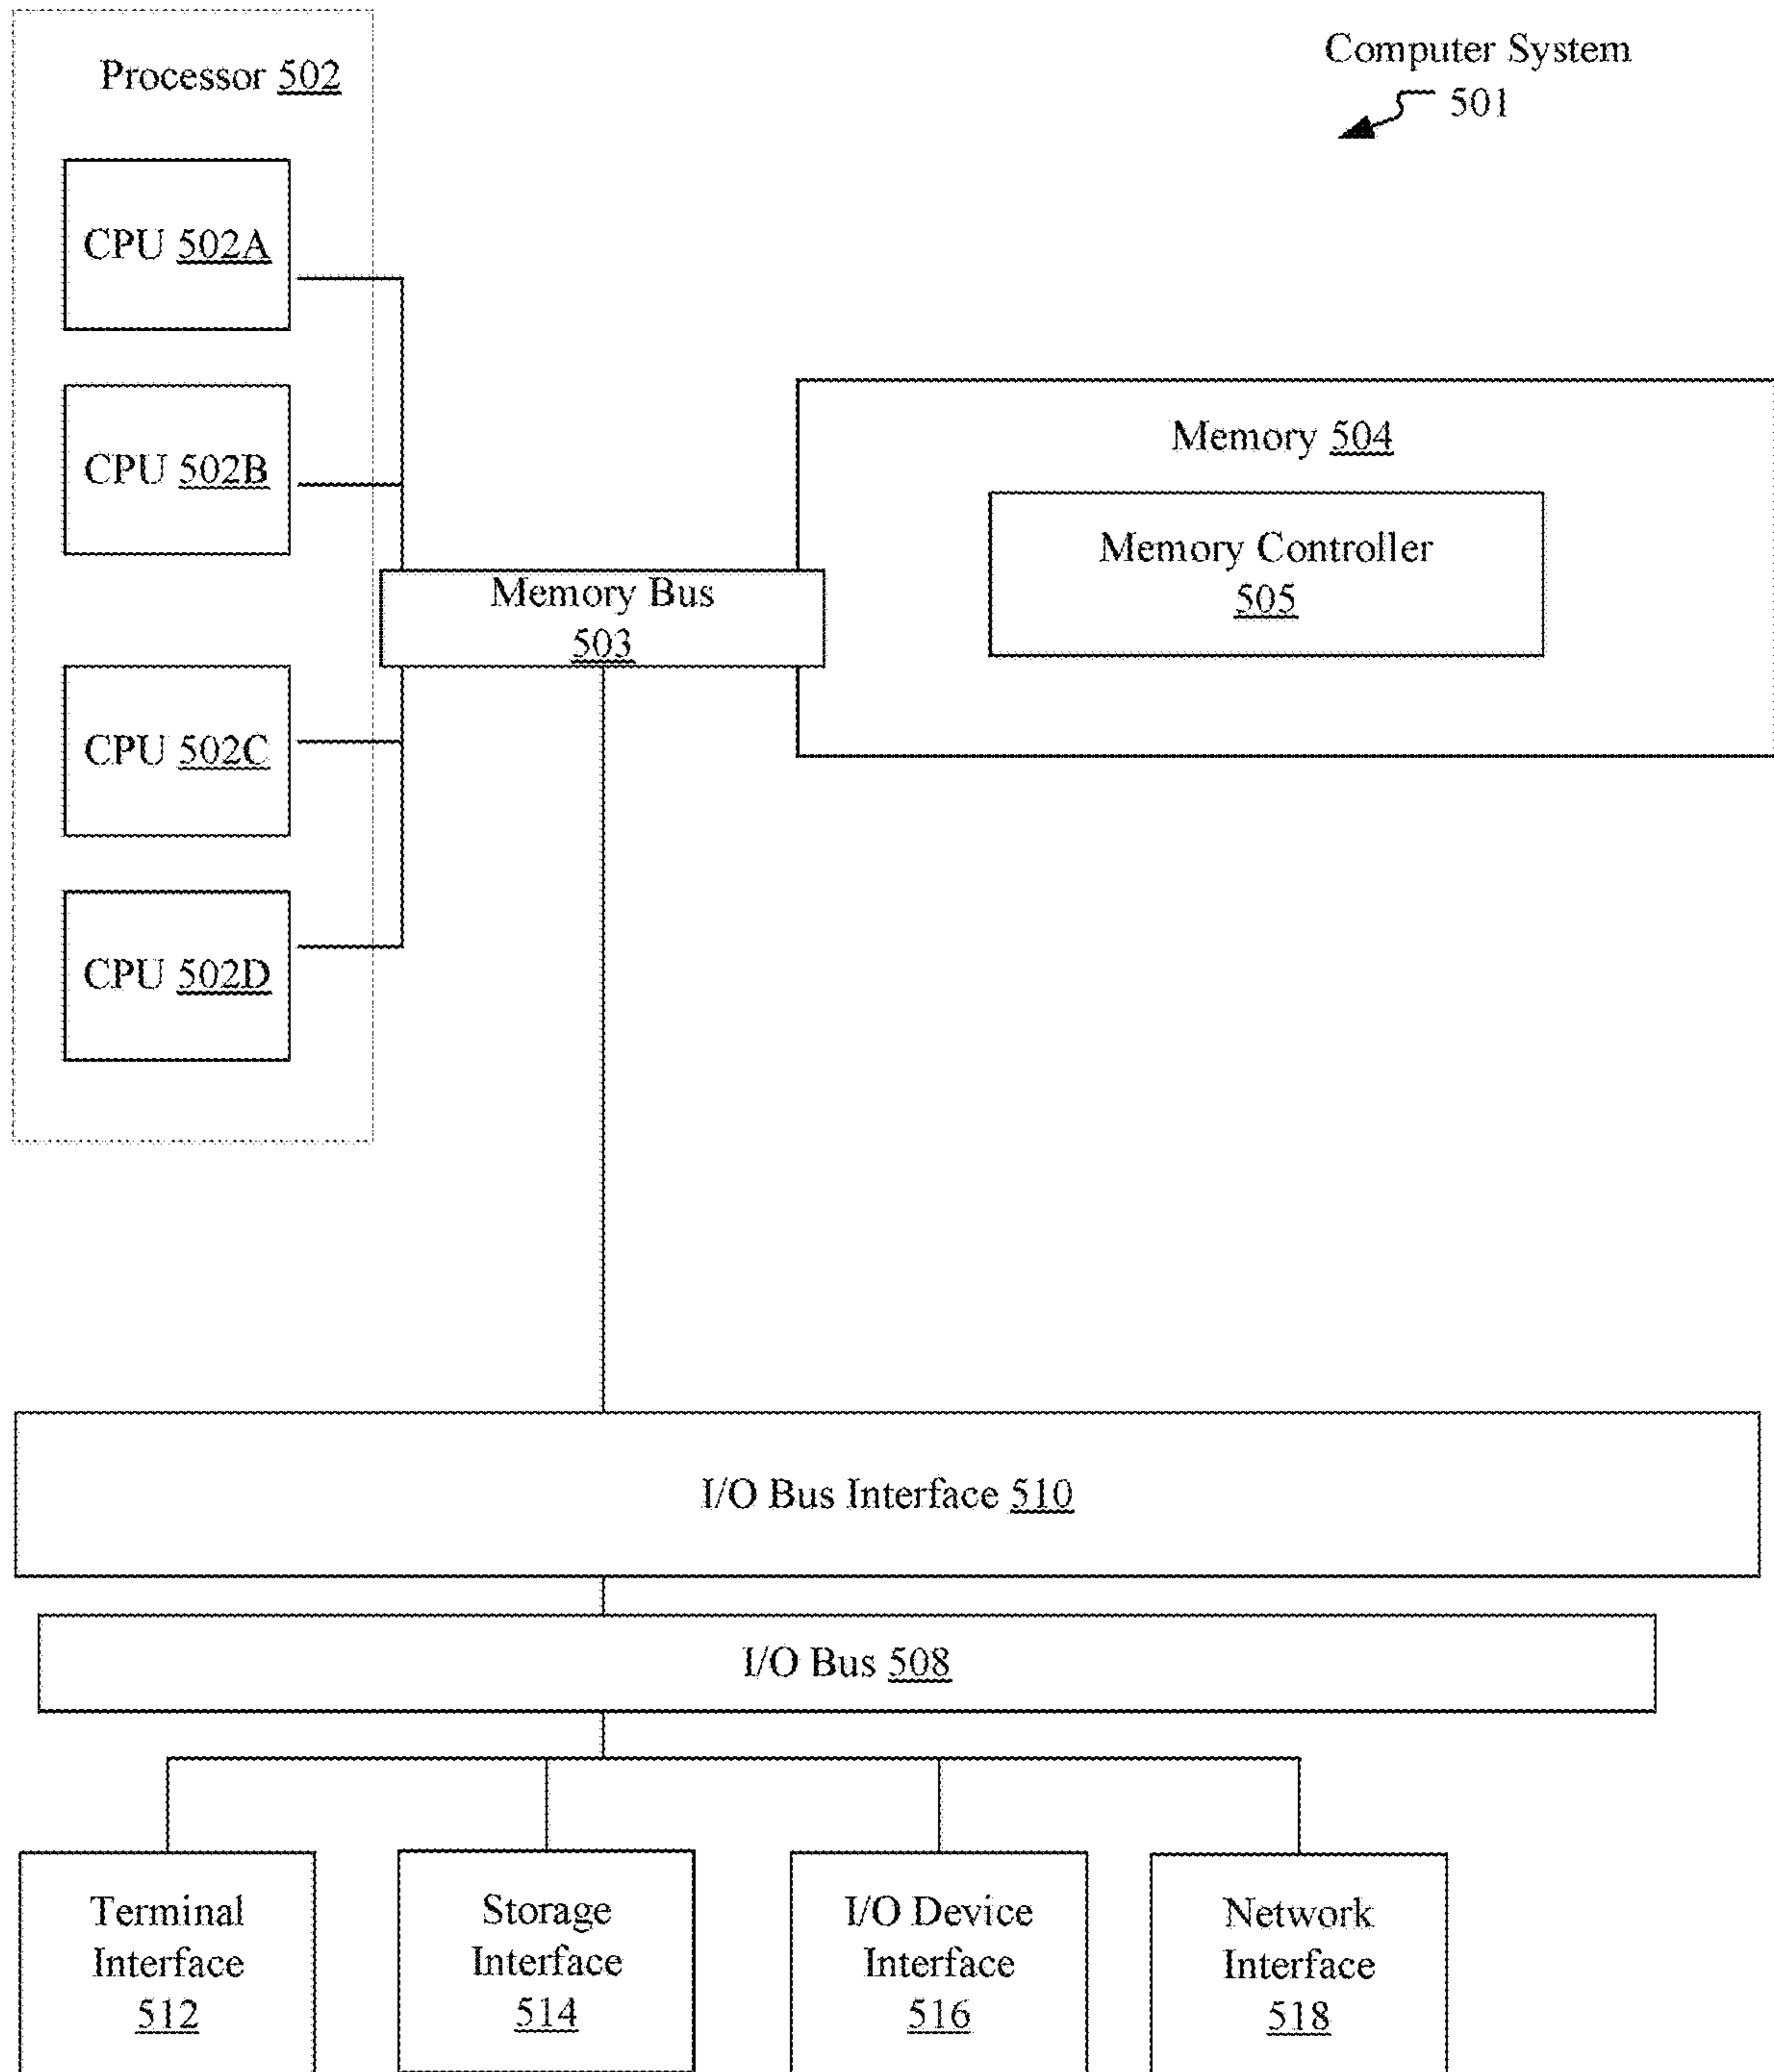 Processor 502
Computer System
501
CPU 502A
CPU 502B
Memory 504
Memory Controller
505
Memory Bus
503
CPU 502C
CPU 502D
I/O Bus Interface 510
I/O Bus 508
Terminal
Interface
512
Storage
Interface
514
I/O Device
Interface
516
Network
Interface
518